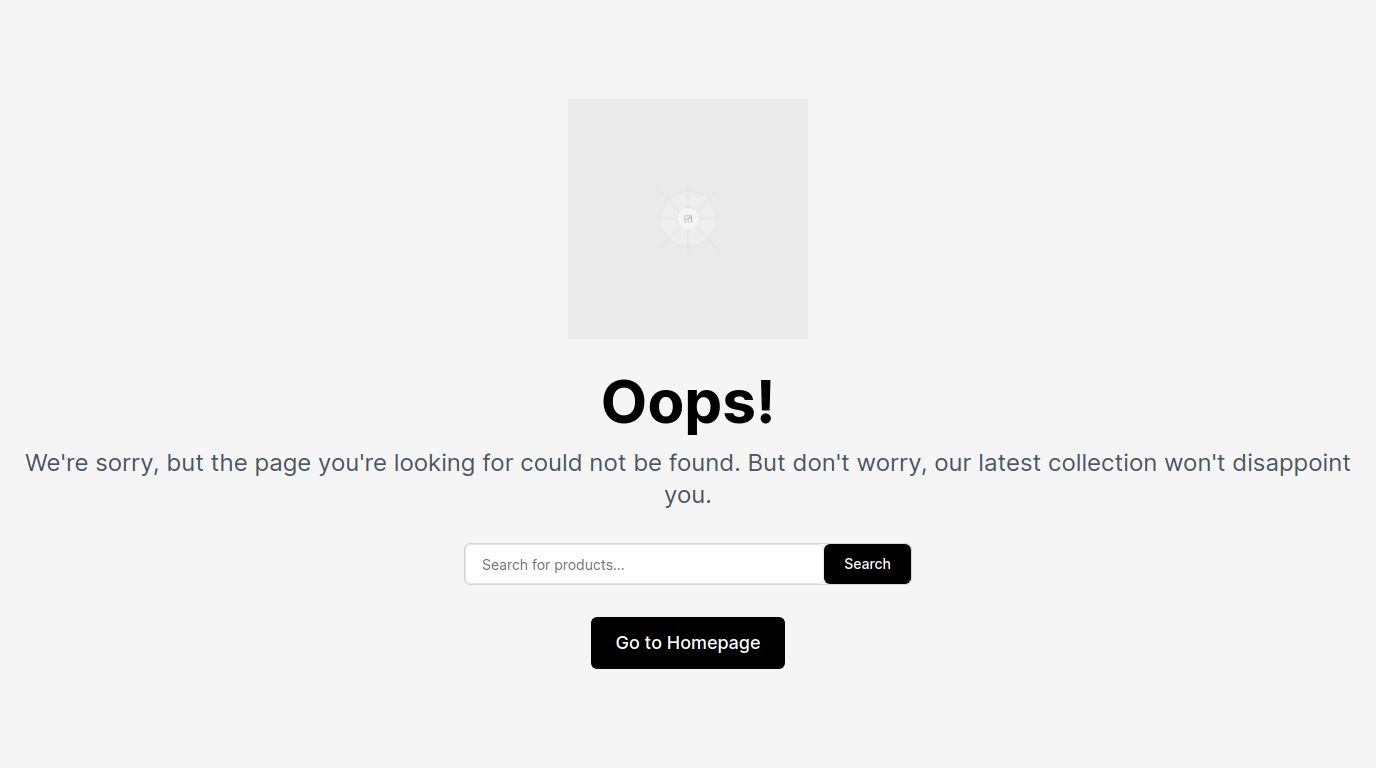 Oops!
We're sorry, but the page you're looking for could not be found. But don't worry, our latest collection won't disappoint
you.
Search for products...
Search
Go to Homepage